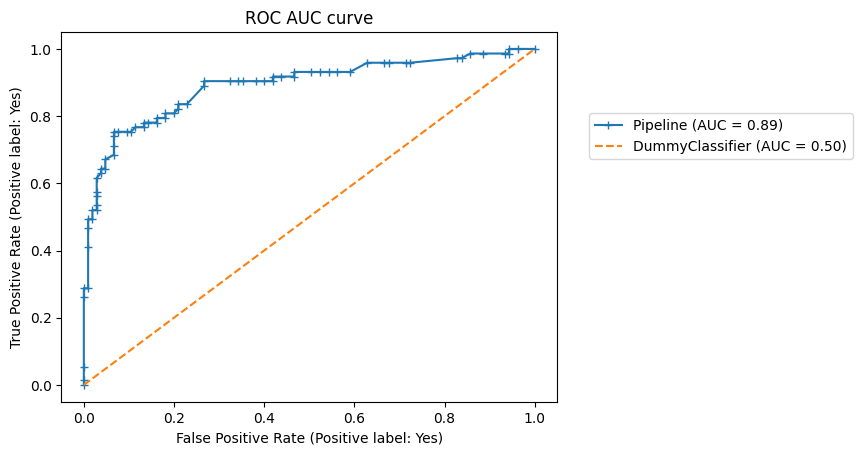 ROC AUC curve
True Positive Rate (Positive label: Yes)
1.0
0.8
0.6
0.4
0.2
0.0
0.0 0.2 0.4 0.6 0.8 1.0
False Positive Rate (Positive label: Yes)
Pipeline (AUC = 0.89)
DummyClassifier (AUC = 0.50)